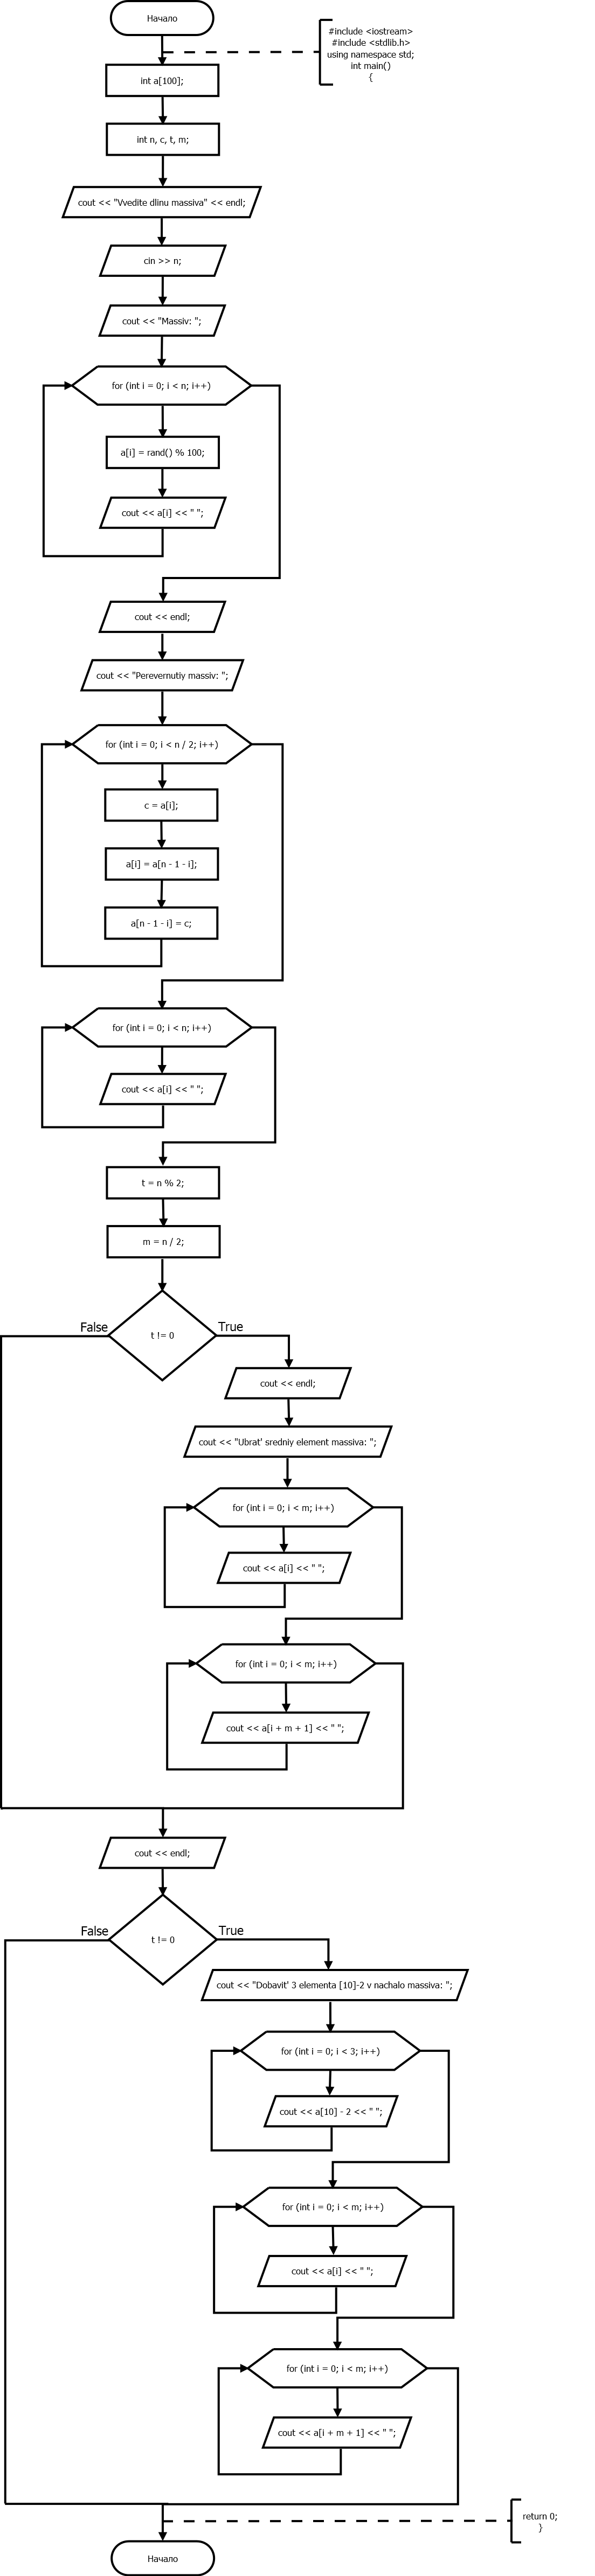 Начало
#include <iostream>
#include <stdlib.h>
using namespace std;
int main()
{
int a[100];
int n, c, t, m;
cout << "Vvedite dlinu massiva" << endl;
cin >> n;
cout << "Massiv: ";
for (int i = 0; i < n; i++)
a[i] = rand() % 100;
cout << a[i] << " ";
cout << endl;
cout << "Perevernutiy massiv: ";
for (int i = 0; i < n / 2; i++)
c = a[i];
a[i] = a[n - 1 - i];
a[n - 1 - i] = c;
for (int i = 0; i < n; i++)
cout << a[i] << " ";
t = n % 2;
m = n / 2;
False
True
t != 0
cout << endl;
cout << "Ubrat' sredniy element massiva: ";
for (int i = 0; i < m; i++)
cout << a[i] << " ";
for (int i = 0; i < m; i++)
cout << a[i + m + 1] << " ";
cout << endl;
False
True
t != 0
cout << "Dobavit' 3 elementa [10]-2 v nachalo massiva: ";
for (int i = 0; i < 3; i++)
cout << a[10] - 2 << " ";
for (int i = 0; i < m; i++)
cout << a[i] << " ";
for (int i = 0; i < m; i++)
cout << a[i + m + 1] << " ";
return 0;
}
Начало